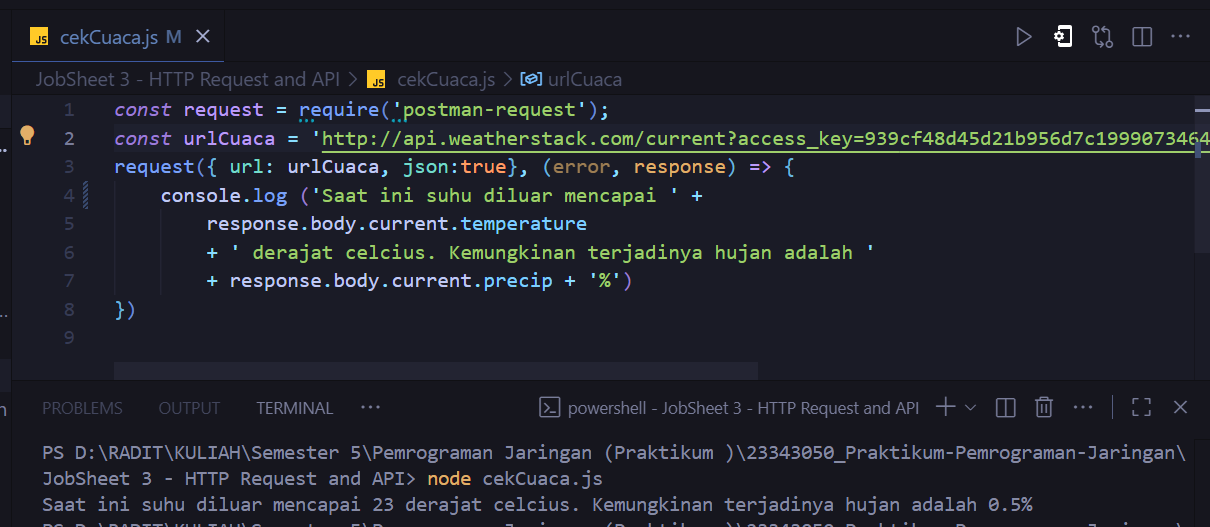 JS cekCuaca.js M
JobSheet 3 - HTTP Request and API > JS cekCuaca.js > urlCuaca
1 const request = require('postman-request');
2 const urlCuaca = 'http://api.weatherstack.com/current?access_key=939cf48d45d21b956d7c1999073464
3 request({ url: urlCuaca, json:true}, (error, response) => {
4 console.log ('Saat ini suhu diluar mencapai ' +
5 response.body.current.temperature
6 + ' derajat celcius. Kemungkinan terjadinya hujan adalah '
7 + response.body.current.precip + '%')
8 })
9
PROBLEMS OUTPUT TERMINAL ... powershell - JobSheet 3 - HTTP Request and API
PS D:\RADIT\KULIAH\Semester 5\Pemrograman Jaringan (Praktikum )\23343050_Praktikum-Pemrograman-Jaringan\
JobSheet 3 - HTTP Request and API> node cekCuaca.js
Saat ini suhu diluar mencapai 23 derajat celcius. Kemungkinan terjadinya hujan adalah 0.5%